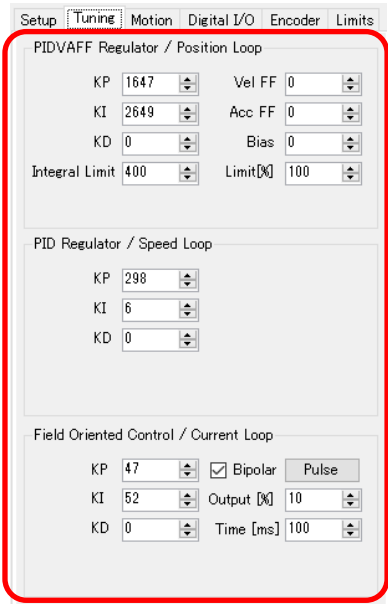 Setup Tuning Motion Digital I/O Encoder Limits
PIDVAFF Regulator / Position Loop
KP 1647 Vel FF 0
KI 2649 Acc FF 0
KD 0 Bias 0
Integral Limit 400 Limit[%] 100
PID Regulator / Speed Loop
KP 298
KI 6
KD 0
Field Oriented Control / Current Loop
KP 47 Bipolar Pulse
KI 52 Output [%] 10
KD 0 Time [ms] 100